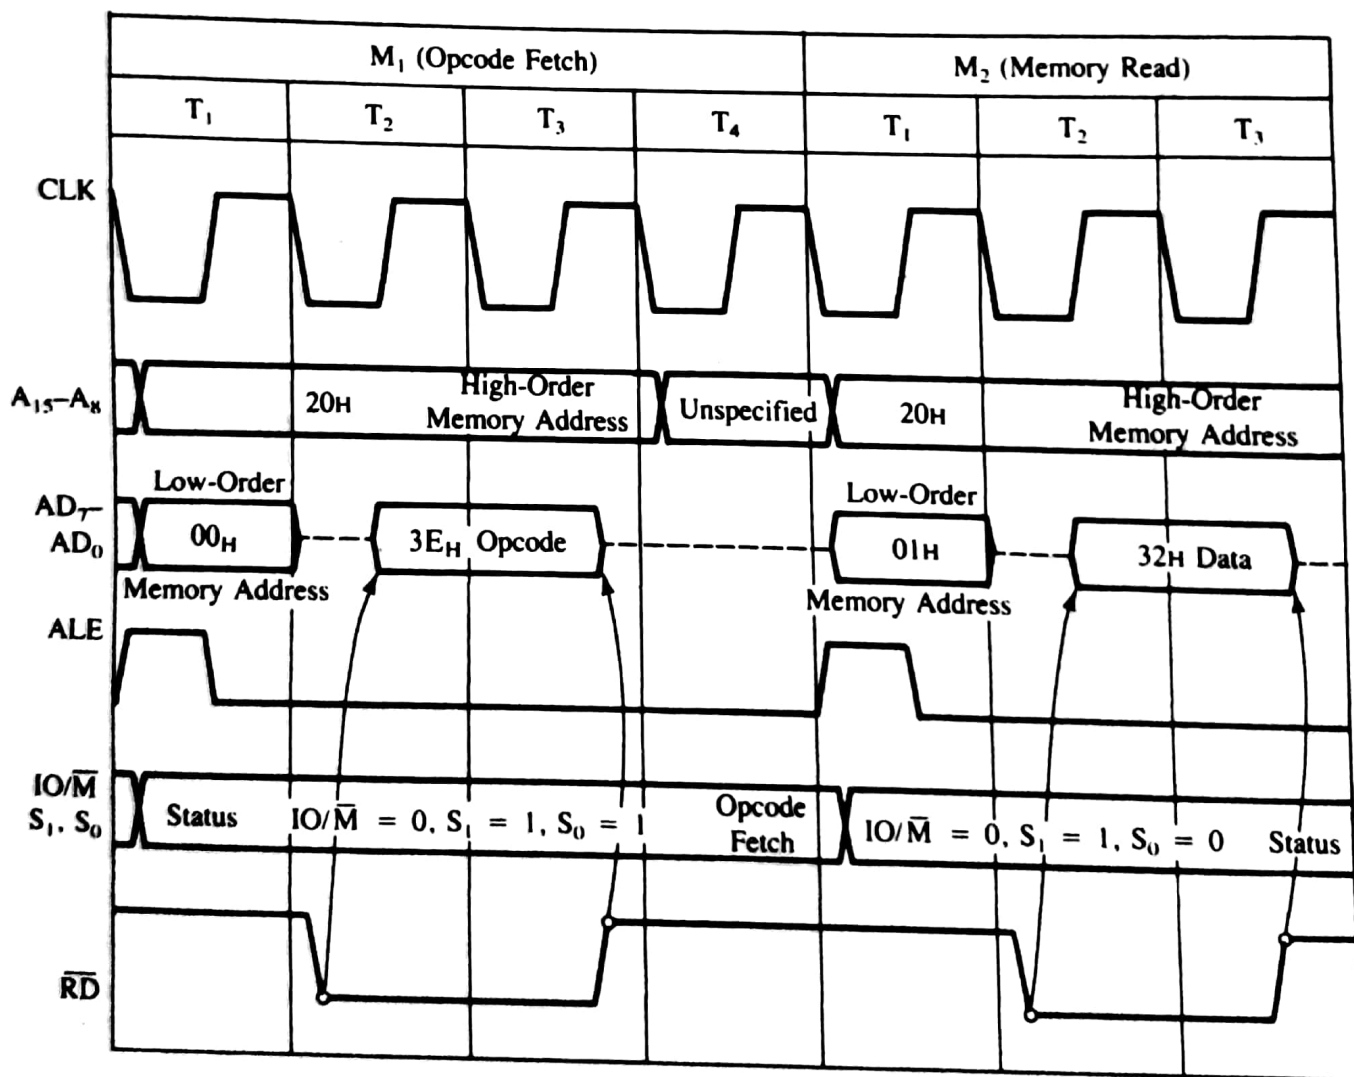 M₁ (Opcode Fetch) M₂ (Memory Read)
T₁ T₂ T₃ T₄ T₁ T₂ T₃
CLK
A₁₅–A₈ 20H High-Order Unspecified 20H High-Order
Memory Address Memory Address
Low-Order Low-Order
AD₇–
AD₀ 00H 3EH Opcode 01H 32H Data
Memory Address Memory Address
ALE
IO/M̅
S₁, S₀ Status IO/M̅ = 0, S₁ = 1, S₀ = 1 Opcode IO/M̅ = 0, S₁ = 1, S₀ = 0 Status
Fetch
R̅D̅